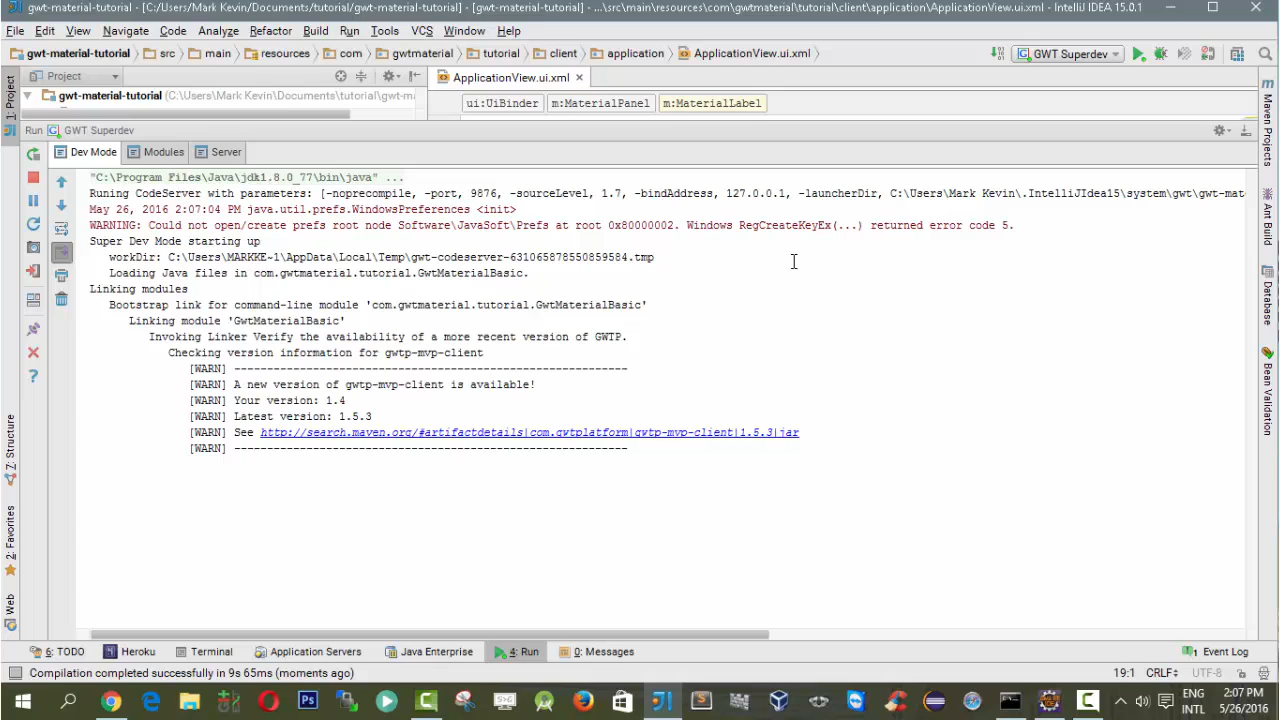 gwt-material-tutorial - [C:/Users/Mark Kevin/Documents/tutorial/gwt-material-tutorial] - [gwt-material-tutorial] - ...\src\main\resources\com\gwtmaterial\tutorial\client\application\ApplicationView.ui.xml - IntelliJ IDEA 15.0.1
File Edit View Navigate Code Analyze Refactor Build Run Tools VCS Window Help
gwt-material-tutorial src main resources com gwtmaterial tutorial client application ApplicationView.ui.xml GWT Superdev
Project ApplicationView.ui.xml
gwt-material-tutorial (C:\Users\Mark Kevin\Documents\tutorial\gwt-ma
ui:UiBinder m:MaterialPanel m:MaterialLabel
Run GWT Superdev
Dev Mode Modules Server
"C:\Program Files\Java\jdk1.8.0_77\bin\java" ...
Runing CodeServer with parameters: [-noprecompile, -port, 9876, -sourceLevel, 1.7, -bindAddress, 127.0.0.1, -launcherDir, C:\Users\Mark Kevin\.IntelliJIdea15\system\gwt\gwt-mat
May 26, 2016 2:07:04 PM java.util.prefs.WindowsPreferences <init>
WARNING: Could not open/create prefs root node Software\JavaSoft\Prefs at root 0x80000002. Windows RegCreateKeyEx(...) returned error code 5.
Super Dev Mode starting up
workDir: C:\Users\MARKKE~1\AppData\Local\Temp\gwt-codeserver-631065878550859584.tmp
Loading Java files in com.gwtmaterial.tutorial.GwtMaterialBasic.
Linking modules
Bootstrap link for command-line module 'com.gwtmaterial.tutorial.GwtMaterialBasic'
Linking module 'GwtMaterialBasic'
Invoking Linker Verify the availability of a more recent version of GWTP.
Checking version information for gwtp-mvp-client
[WARN] ------------------------------------------------------------
[WARN] A new version of gwtp-mvp-client is available!
[WARN] Your version: 1.4
[WARN] Latest version: 1.5.3
[WARN] See http://search.maven.org/#artifactdetails|com.gwtplatform|gwtp-mvp-client|1.5.3|jar
[WARN] ------------------------------------------------------------
1: Project
Z: Structure
2: Favorites
Web
Maven Projects
Ant Build
Database
Bean Validation
6: TODO Heroku Terminal Application Servers Java Enterprise 4: Run 0: Messages 1 Event Log
Compilation completed successfully in 9s 65ms (moments ago) 19:1 CRLF UTF-8
ENG 2:07 PM
INTL 5/26/2016